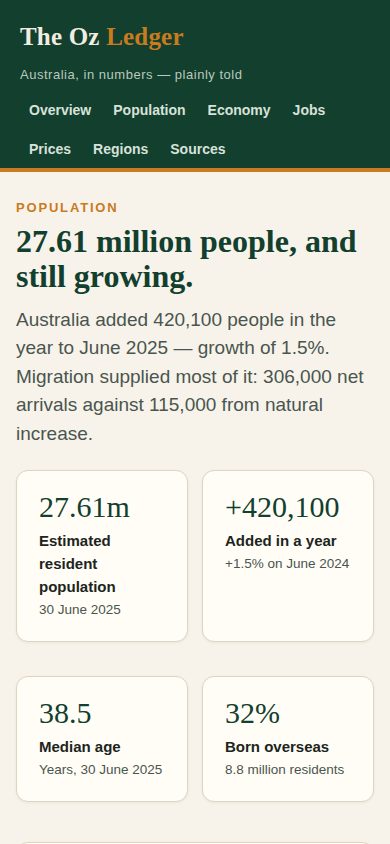 The Oz Ledger
Australia, in numbers — plainly told
Overview Population Economy Jobs
Prices Regions Sources
POPULATION
27.61 million people, and
still growing.
Australia added 420,100 people in the
year to June 2025 — growth of 1.5%.
Migration supplied most of it: 306,000 net
arrivals against 115,000 from natural
increase.
27.61m
Estimated
resident
population
30 June 2025
+420,100
Added in a year
+1.5% on June 2024
38.5
Median age
Years, 30 June 2025
32%
Born overseas
8.8 million residents